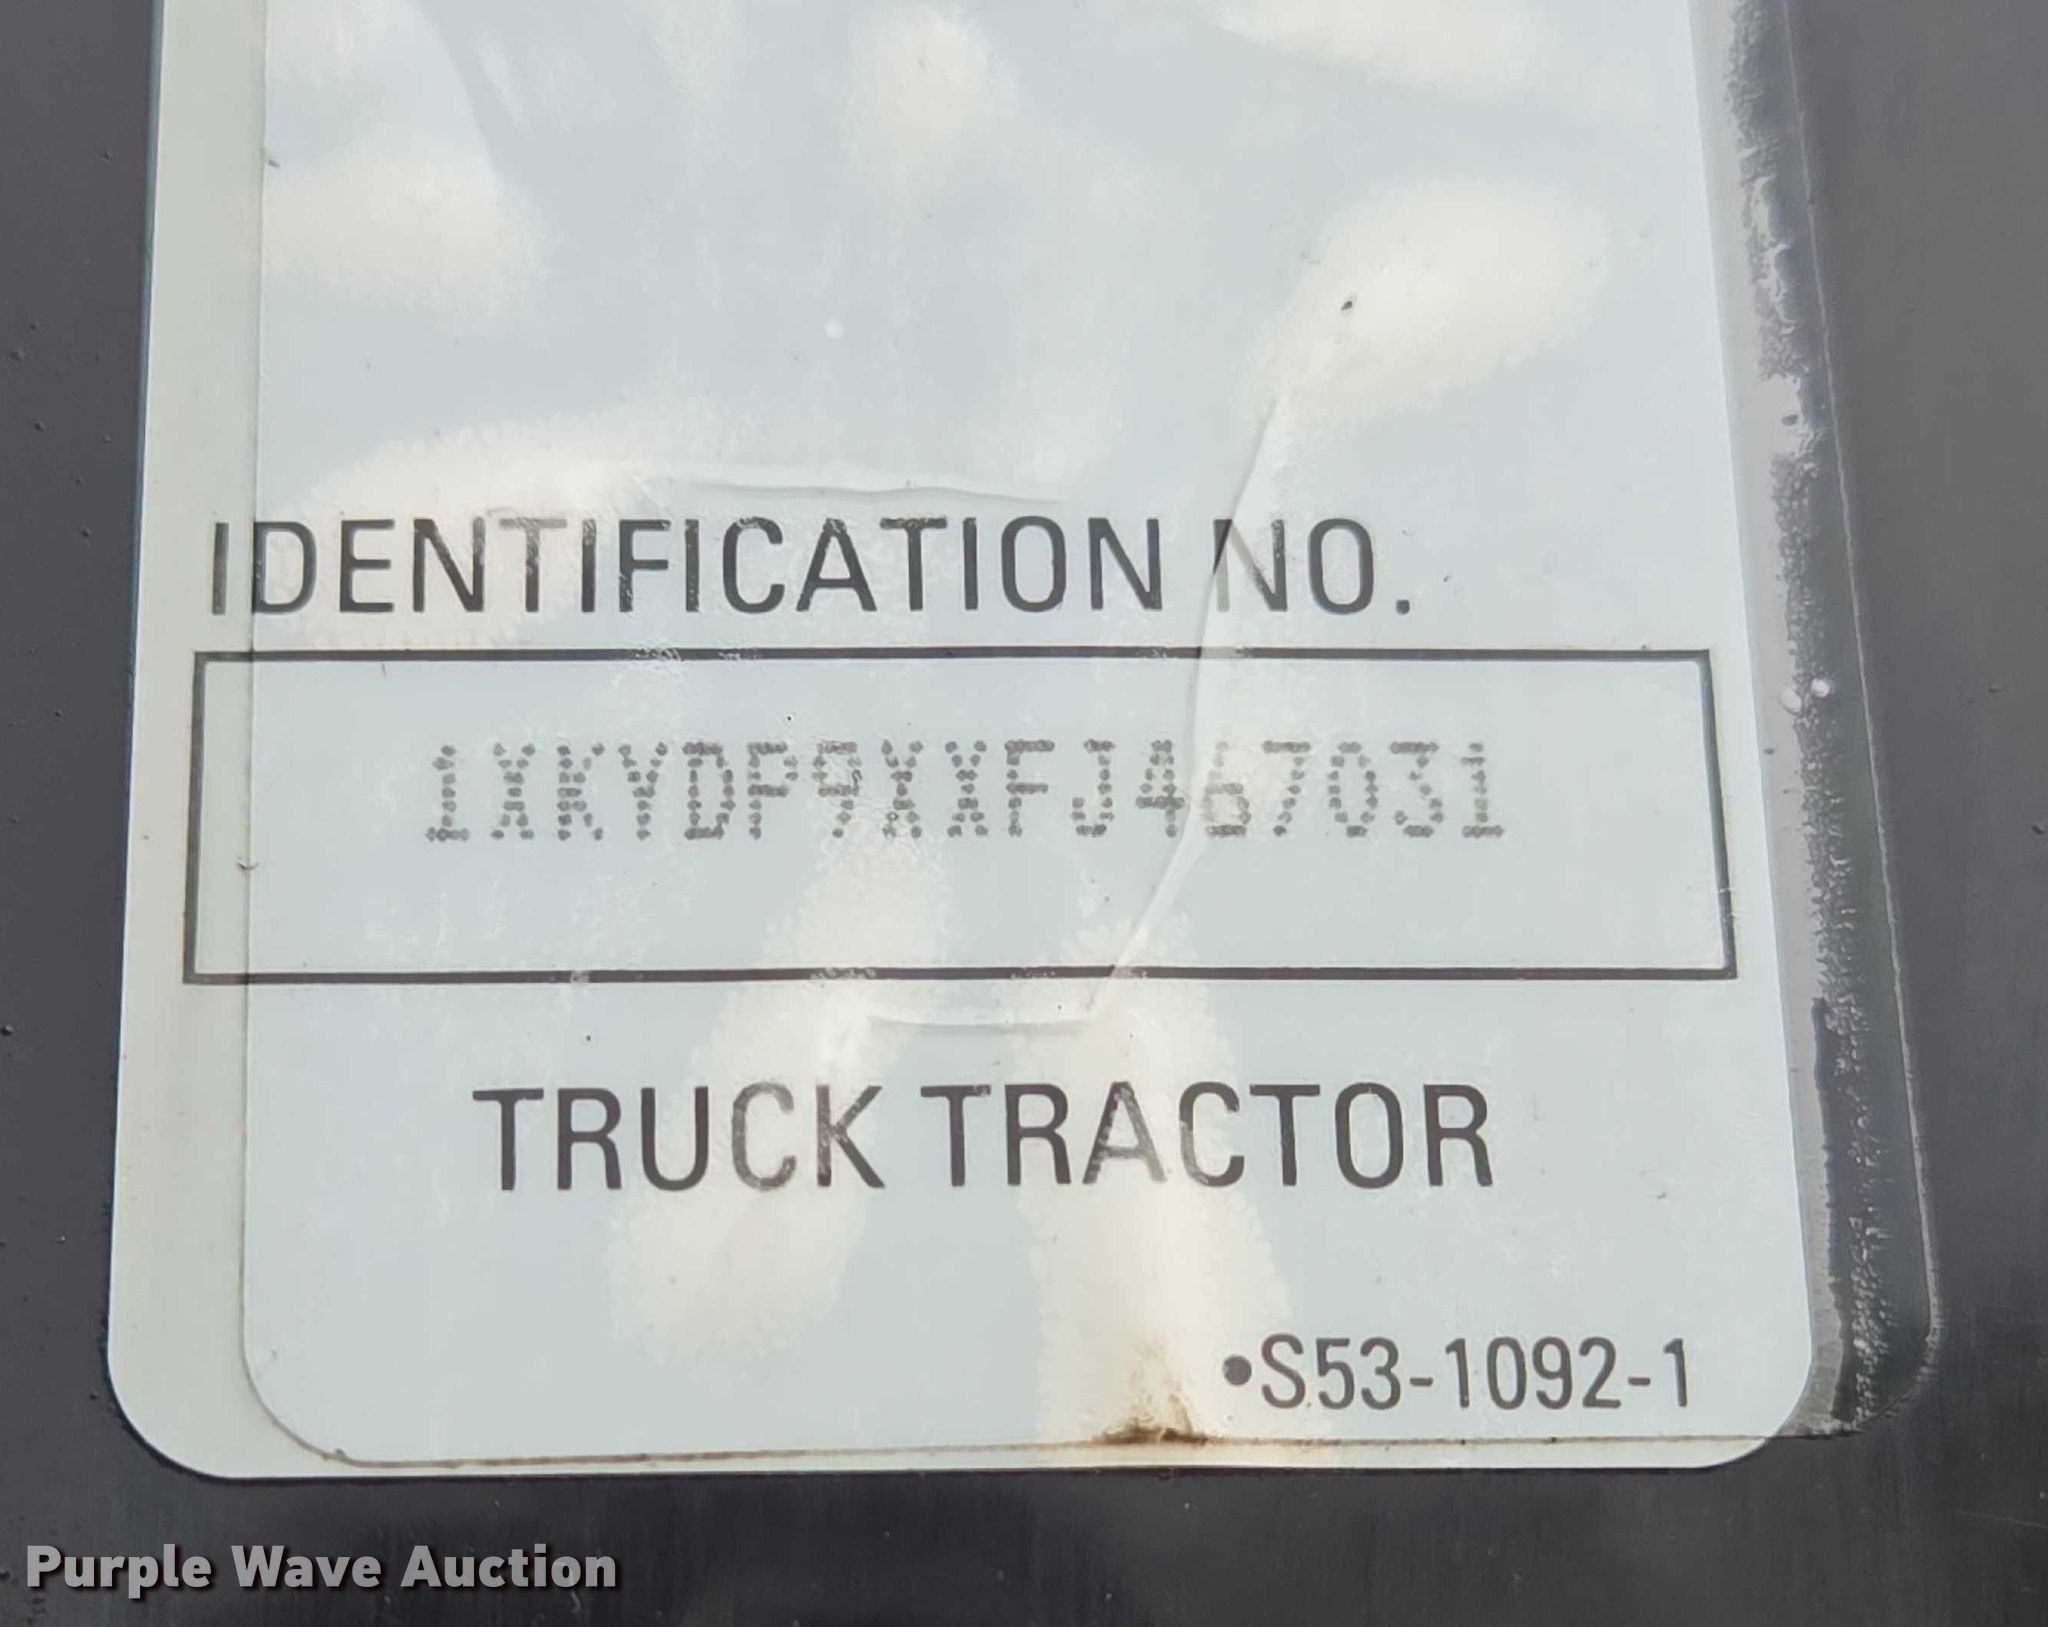 IDENTIFICATION NO.
1XKYDP9XXFJ467031
TRUCK TRACTOR
•S53-1092-1
Purple Wave Auction